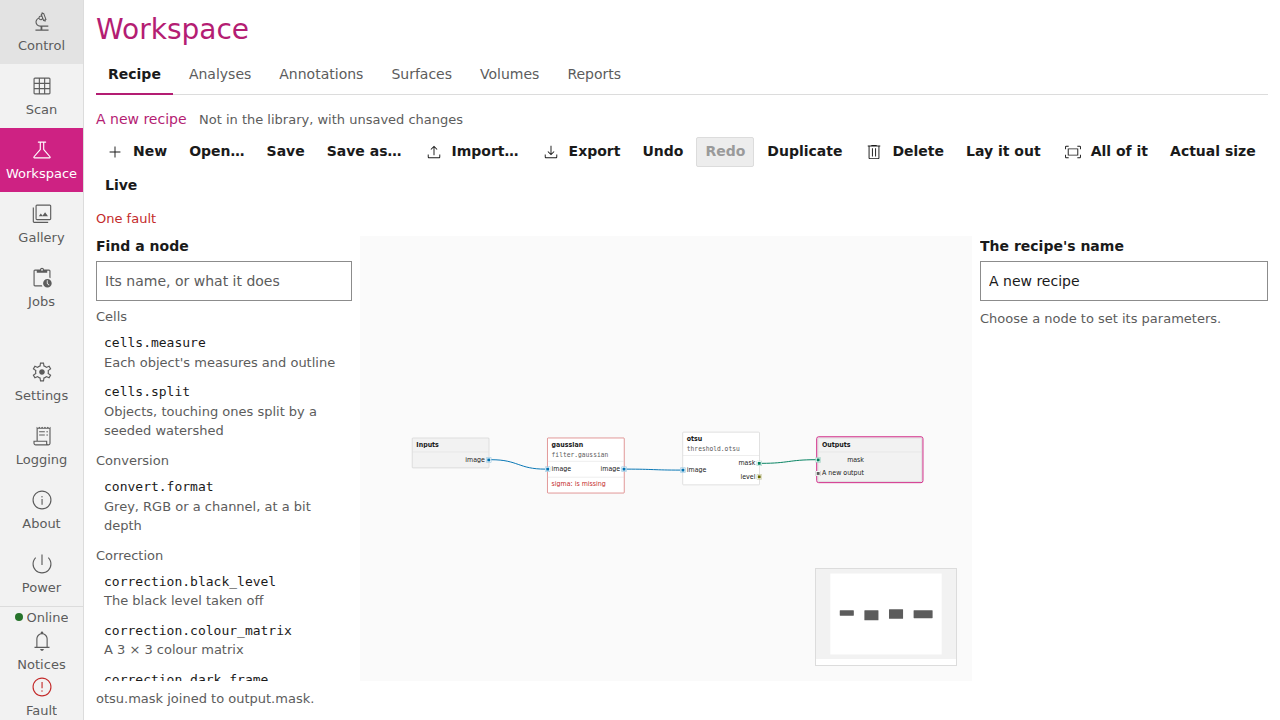 Control
Scan
Workspace
Gallery
Jobs
Settings
Logging
About
Power
Online
Notices
Fault
Workspace
Recipe Analyses Annotations Surfaces Volumes Reports
A new recipe Not in the library, with unsaved changes
New Open... Save Save as... Import... Export Undo Redo Duplicate Delete Lay it out All of it Actual size
Live
One fault
Find a node
Its name, or what it does
Cells
cells.measure
Each object's measures and outline
cells.split
Objects, touching ones split by a
seeded watershed
Conversion
convert.format
Grey, RGB or a channel, at a bit
depth
Correction
correction.black_level
The black level taken off
correction.colour_matrix
A 3 × 3 colour matrix
correction.dark_frame
otsu.mask joined to output.mask.
Inputs
image
gaussian
filter.gaussian
image image
sigma: is missing
otsu
threshold.otsu
mask
image
level
Outputs
mask
A new output
The recipe's name
A new recipe
Choose a node to set its parameters.